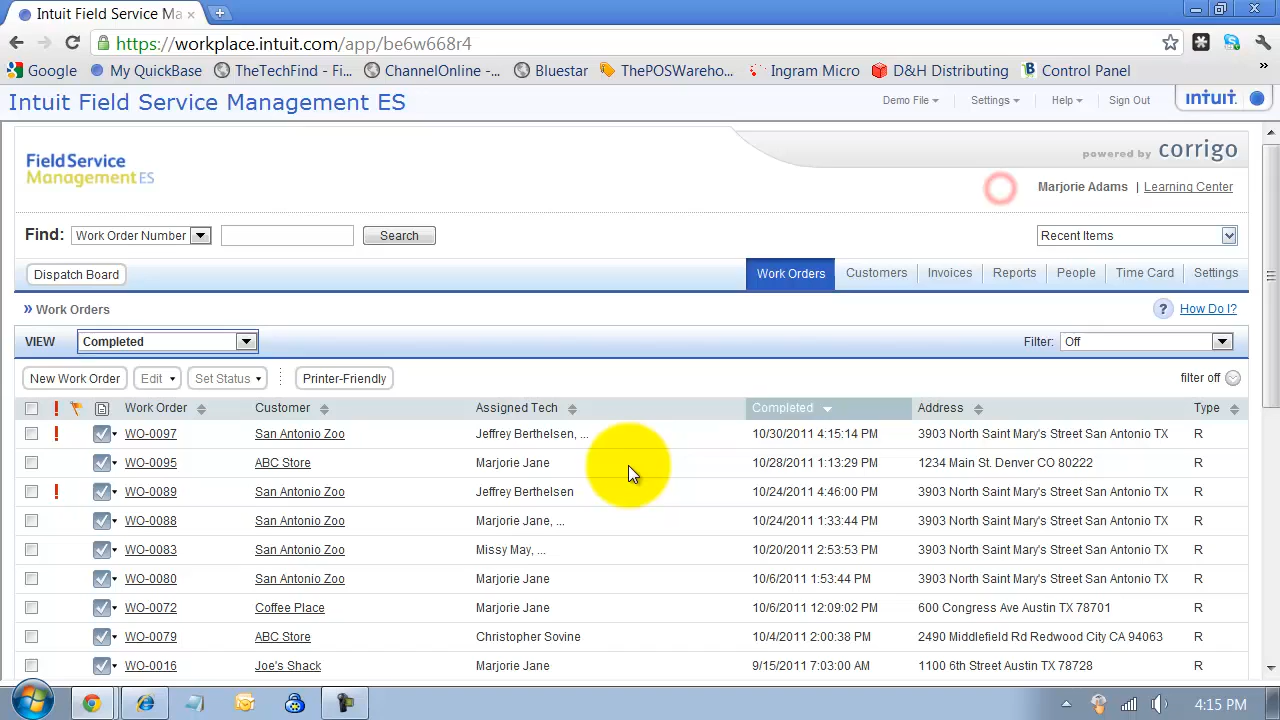 Intuit Field Service Ma
https://workplace.intuit.com/app/be6w668r4
Google My QuickBase TheTechFind - Fi... ChannelOnline -... Bluestar ThePOSWareho... Ingram Micro D&H Distributing Control Panel »
Intuit Field Service Management ES Demo File Settings Help Sign Out intuit.
FieldService
ManagementES
powered by corrigo
Marjorie Adams | Learning Center
Find: Work Order Number Search Recent Items
Dispatch Board Work Orders Customers Invoices Reports People Time Card Settings
» Work Orders ? How Do I?
VIEW Completed Filter: Off
New Work Order Edit Set Status Printer-Friendly filter off
! Work Order Customer Assigned Tech Completed Address Type
! WO-0097 San Antonio Zoo Jeffrey Berthelsen, ... 10/30/2011 4:15:14 PM 3903 North Saint Mary's Street San Antonio TX R
WO-0095 ABC Store Marjorie Jane 10/28/2011 1:13:29 PM 1234 Main St. Denver CO 80222 R
! WO-0089 San Antonio Zoo Jeffrey Berthelsen 10/24/2011 4:46:00 PM 3903 North Saint Mary's Street San Antonio TX R
WO-0088 San Antonio Zoo Marjorie Jane, ... 10/24/2011 1:33:44 PM 3903 North Saint Mary's Street San Antonio TX R
WO-0083 San Antonio Zoo Missy May, ... 10/20/2011 2:53:53 PM 3903 North Saint Mary's Street San Antonio TX R
WO-0080 San Antonio Zoo Marjorie Jane 10/6/2011 1:53:44 PM 3903 North Saint Mary's Street San Antonio TX R
WO-0072 Coffee Place Marjorie Jane 10/6/2011 12:09:02 PM 600 Congress Ave Austin TX 78701 R
WO-0079 ABC Store Christopher Sovine 10/4/2011 2:00:38 PM 2490 Middlefield Rd Redwood City CA 94063 R
WO-0016 Joe's Shack Marjorie Jane 9/15/2011 7:03:00 AM 1100 6th Street Austin TX 78728 R
4:15 PM